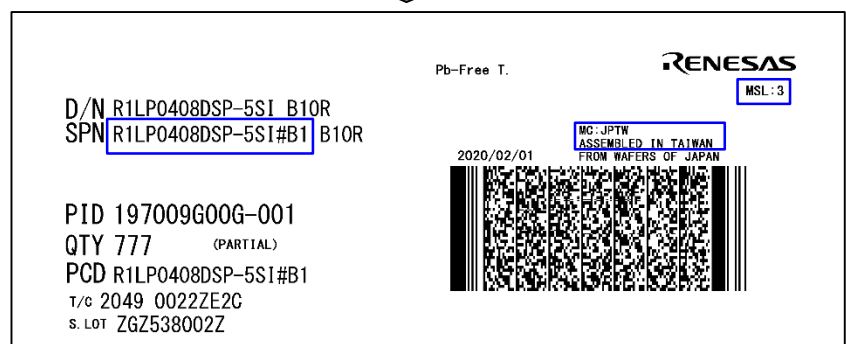 Pb-Free T.
RENESAS
MSL:3
D/N R1LP0408DSP-5SI B10R
SPN R1LP0408DSP-5SI#B1 B10R
MC:JPTW
ASSEMBLED IN TAIWAN
2020/02/01 FROM WAFERS OF JAPAN
PID 197009G00G-001
QTY 777 (PARTIAL)
PCD R1LP0408DSP-5SI#B1
T/C 2049 0022ZE2C
S.LOT ZGZ538002Z